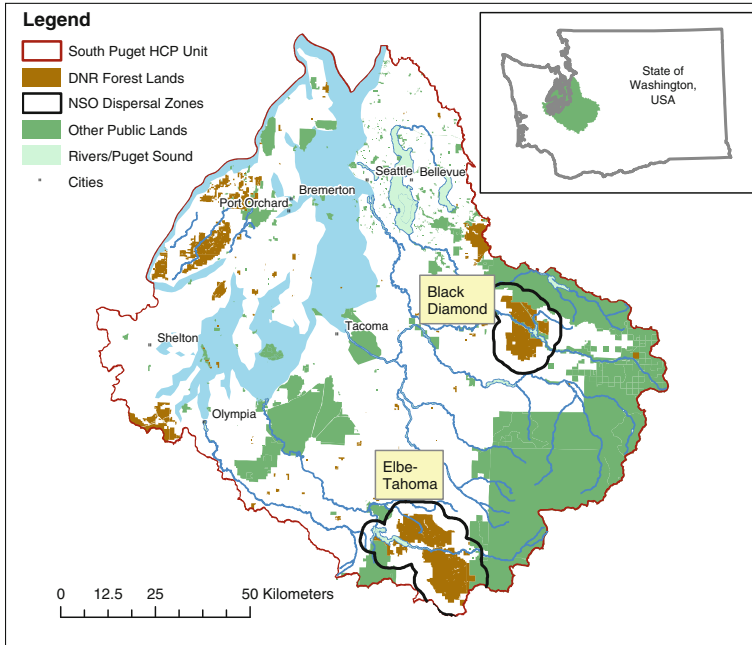 Legend
South Puget HCP Unit
DNR Forest Lands
NSO Dispersal Zones
Other Public Lands
Rivers/Puget Sound
Cities
State of
Washington,
USA
Seattle
Bellevue
Bremerton
Port Orchard
Black
Diamond
Tacoma
Shelton
Olympia
Elbe-
Tahoma
0 12.5 25 50 Kilometers